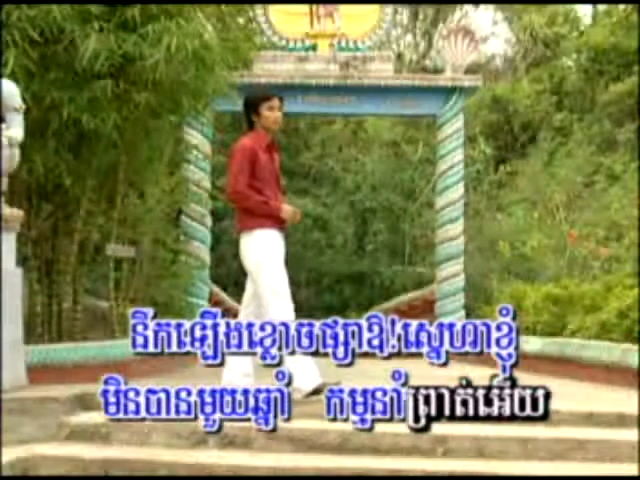 នឹកឡើងខ្លោចផ្សាឱ!ស្នេហាខ្ញុំ
មិនបានមួយឆ្នាំ កម្មនាំព្រាត់អើយ